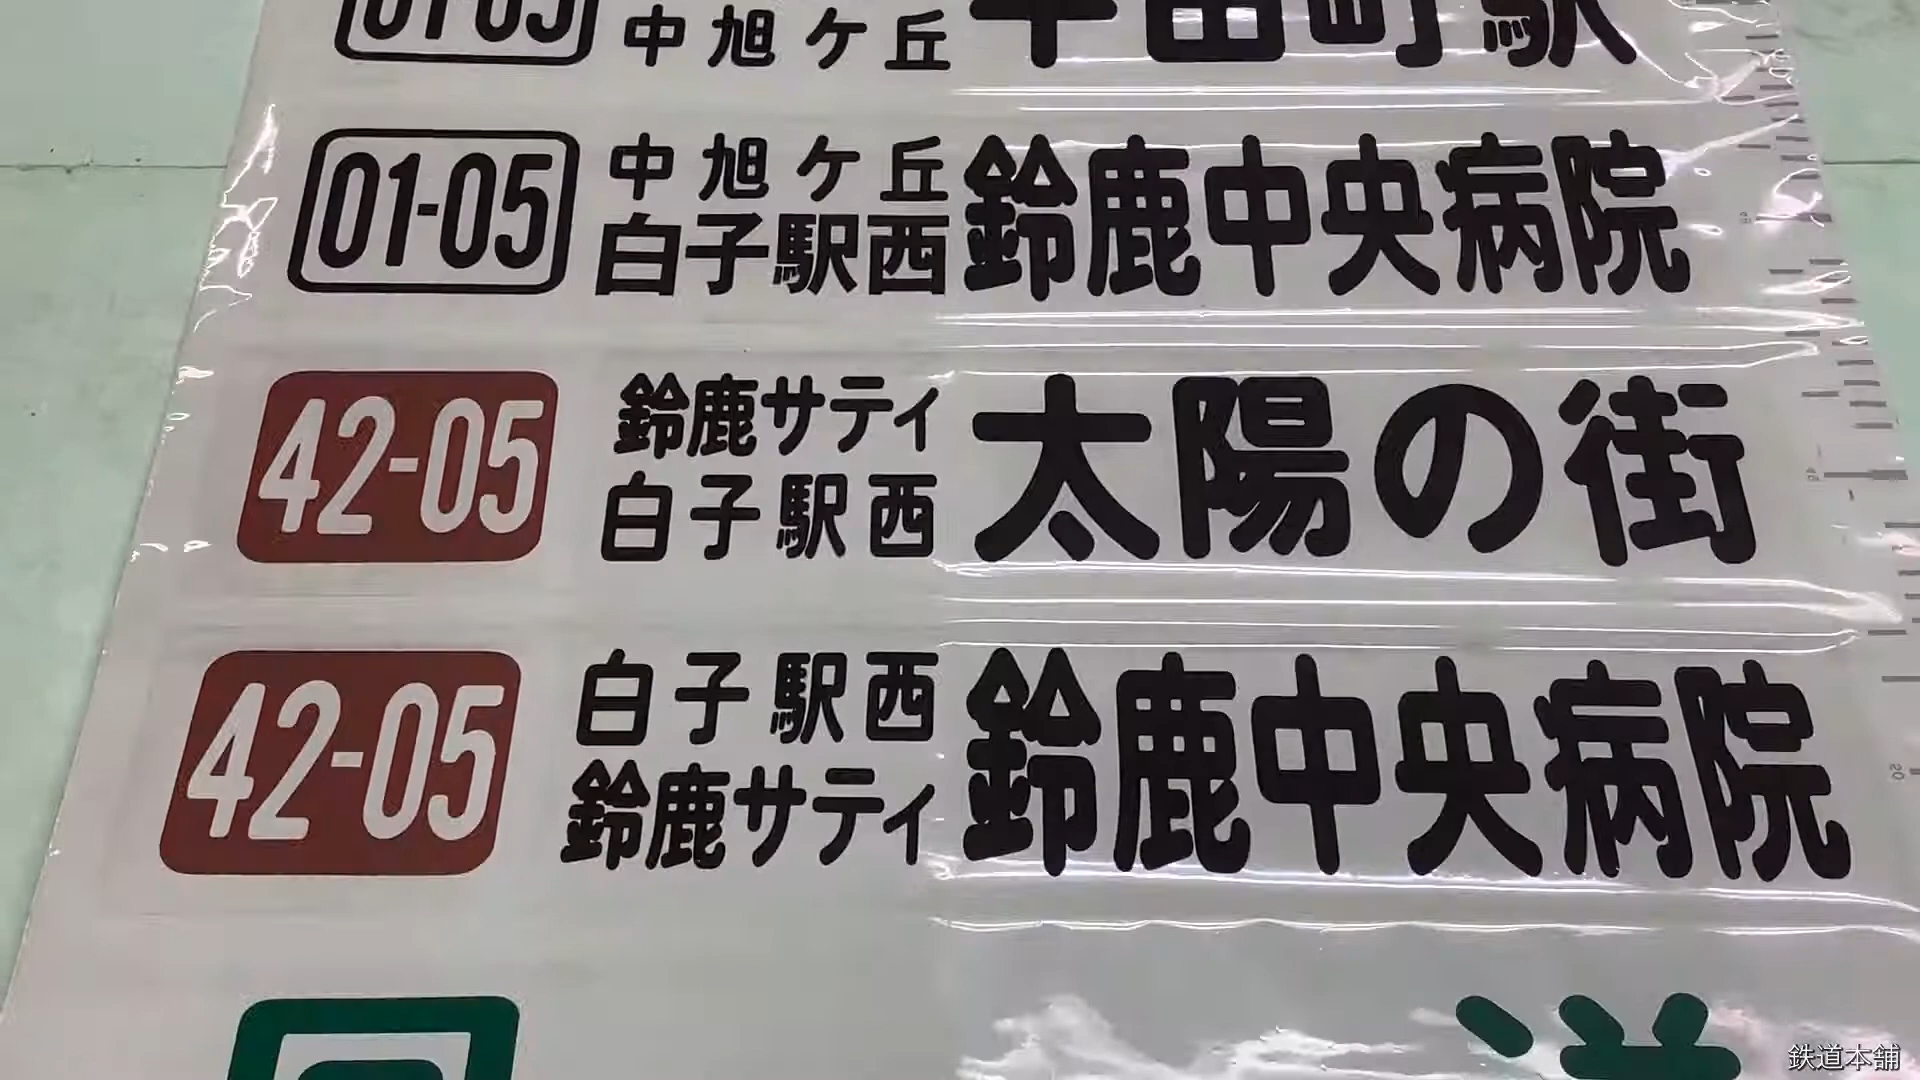 01-05 中旭ケ丘 平田町駅
01-05 中旭ケ丘 白子駅西 鈴鹿中央病院
42-05 鈴鹿サティ 白子駅西 太陽の街
42-05 白子駅西 鈴鹿サティ 鈴鹿中央病院
鉄道本舗